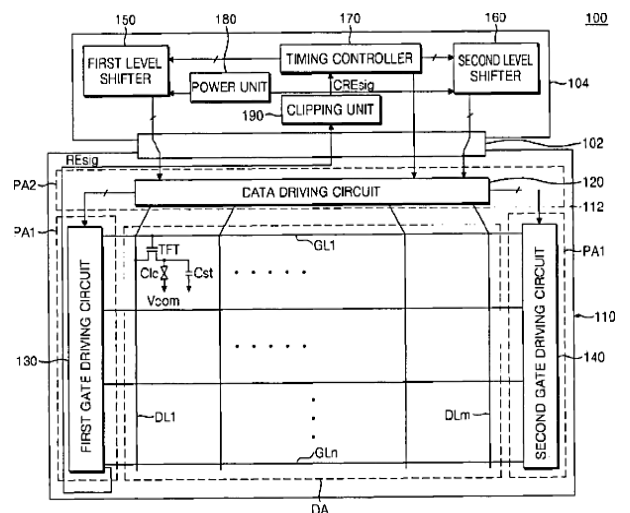 150
180
170
160
100
FIRST LEVEL
SHIFTER
TIMING CONTROLLER
SECOND LEVEL
SHIFTER
POWER UNIT
CREsig
104
190
CLIPPING UNIT
REsig
102
PA2
DATA DRIVING CIRCUIT
120
112
PA1
GL1
TFT
PA1
Clc
Cst
Vcom
110
130
FIRST GATE DRIVING CIRCUIT
SECOND GATE DRIVING CIRCUIT
140
DL1
DLm
GLn
DA